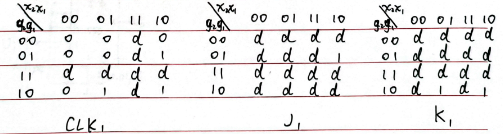 x₂x₁ x₂x₁ x₂x₁
q₂q₁ 00 01 11 10 q₂q₁ 00 01 11 10 q₂q₁ 00 01 11 10
00 0 0 d 0 00 d d d d 00 d d d d
01 0 0 d 1 01 d d d 1 01 d d d d
11 d d d d 11 d d d d 11 d d d d
10 0 1 d 1 10 d d d d 10 d 1 d 1
CLK₁ J₁ K₁